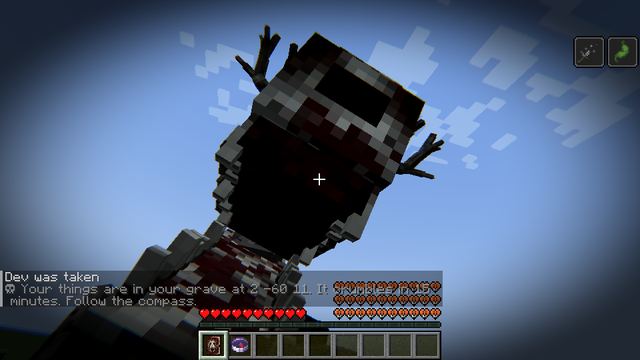 Dev was taken
Your things are in your grave at 2 -60 11. It
minutes. Follow the compass.